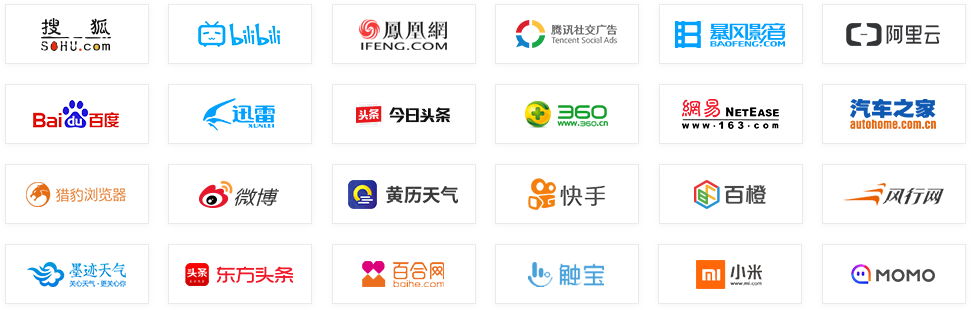 搜狐
SOHU.com
bilibili
鳳凰網
IFENG.COM
腾讯社交广告
Tencent Social Ads
暴风影音
BAOFENG.COM
阿里云
Bai du 百度
迅雷
XUNLEI
头条 今日头条
360
www.360.cn
網易 NETEASE
www.163.com
汽车之家
autohome.com.cn
猎豹浏览器
微博
黄历天气
快手
百橙
风行网
墨迹天气
关心天气·更关心你
头条 东方头条
百合网
baihe.com
触宝
mi 小米
www.mi.com
MOMO